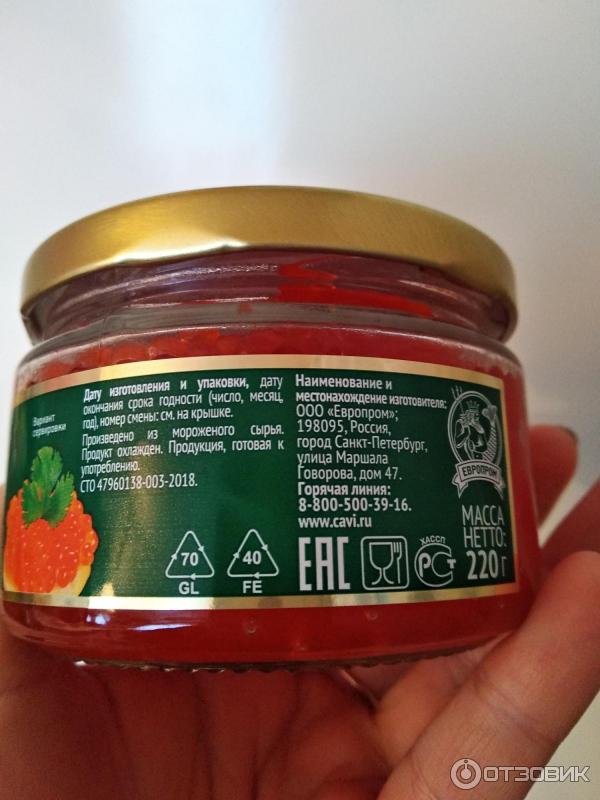 Вариант
сервировки
Дату изготовления и упаковки, дату
окончания срока годности (число, месяц,
год), номер смены: см. на крышке.
Произведено из мороженого сырья.
Продукт охлажден. Продукция, готовая к
употреблению.
СТО 47960138-003-2018.
70
GL
40
FE
Наименование и
местонахождение изготовителя:
ООО «Европром»;
198095, Россия,
город Санкт-Петербург,
улица Маршала
Говорова, дом 47.
Горячая линия:
8-800-500-39-16.
www.cavi.ru
ЕАС
ХАССП
РСТ
ЕВРОПРОМ
МАССА
НЕТТО:
220 г
ОТЗОВИК